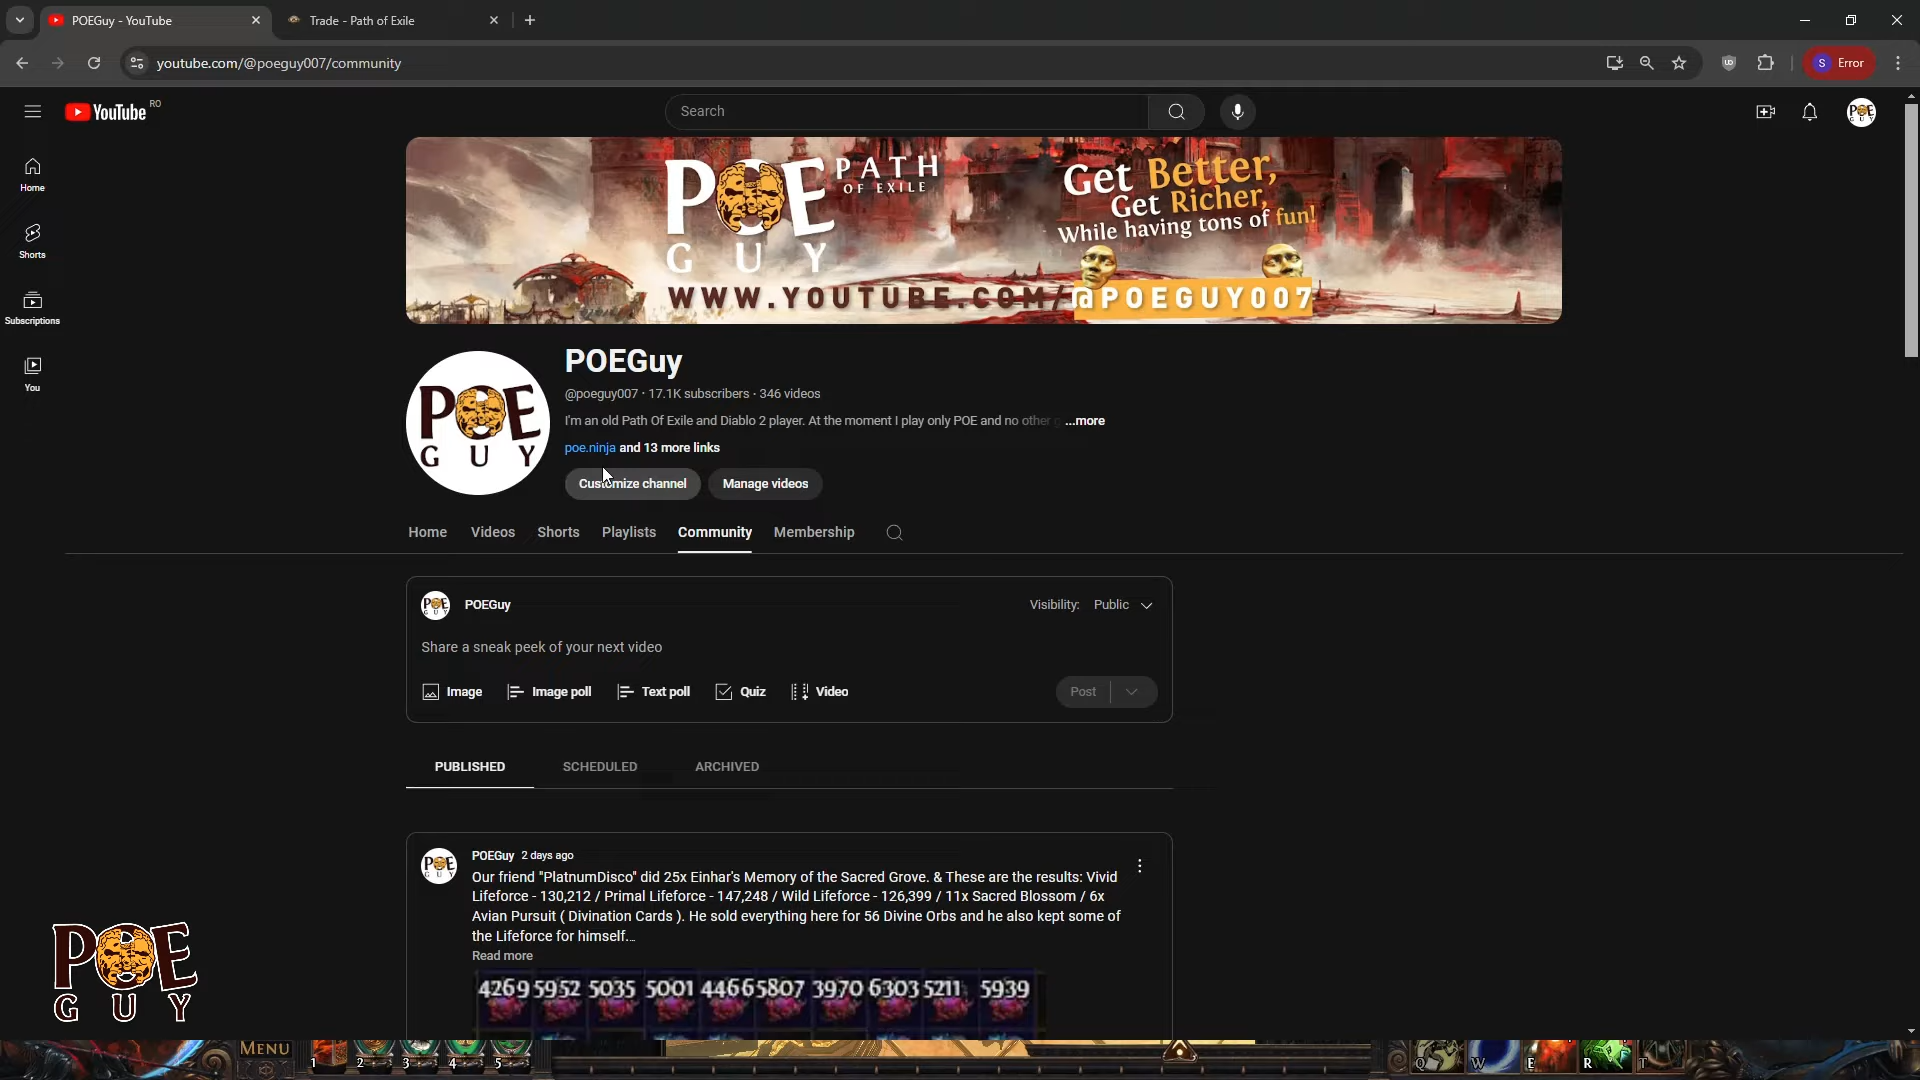 POEGuy - YouTube
Trade - Path of Exile
youtube.com/@poeguy007/community
S Error
YouTube RO
Search
Home
Shorts
Subscriptions
You
POE GUY
PATH OF EXILE
Get Better,
Get Richer,
While having tons of fun!
WWW.YOUTUBE.COM/@POEGUY007
POE GUY
POEGuy
@poeguy007 · 17.1K subscribers · 346 videos
I'm an old Path Of Exile and Diablo 2 player. At the moment I play only POE and no other g ...more
poe.ninja and 13 more links
Customize channel Manage videos
Home Videos Shorts Playlists Community Membership
POEGuy Visibility: Public
Share a sneak peek of your next video
Image Image poll Text poll Quiz Video Post
PUBLISHED SCHEDULED ARCHIVED
POEGuy 2 days ago
Our friend "PlatnumDisco" did 25x Einhar's Memory of the Sacred Grove. & These are the results: Vivid
Lifeforce - 130,212 / Primal Lifeforce - 147,248 / Wild Lifeforce - 126,399 / 11x Sacred Blossom / 6x
Avian Pursuit ( Divination Cards ). He sold everything here for 56 Divine Orbs and he also kept some of
the Lifeforce for himself...
Read more
4269 5952 5035 5001 4466 5807 3970 6303 5211 5939
POE
GUY
MENU 1 2 3 4 5 Q W E R T